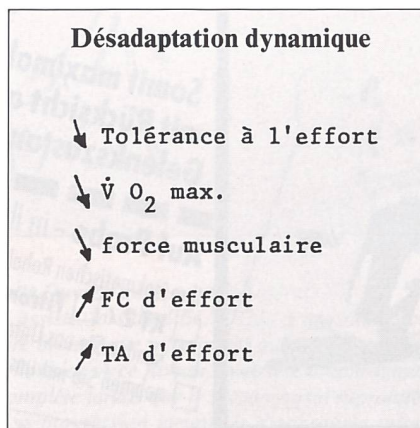 Désadaptation dynamique
↘ Tolérance à l'effort
↘ V̇ O₂ max.
↘ force musculaire
↗ FC d'effort
↗ TA d'effort